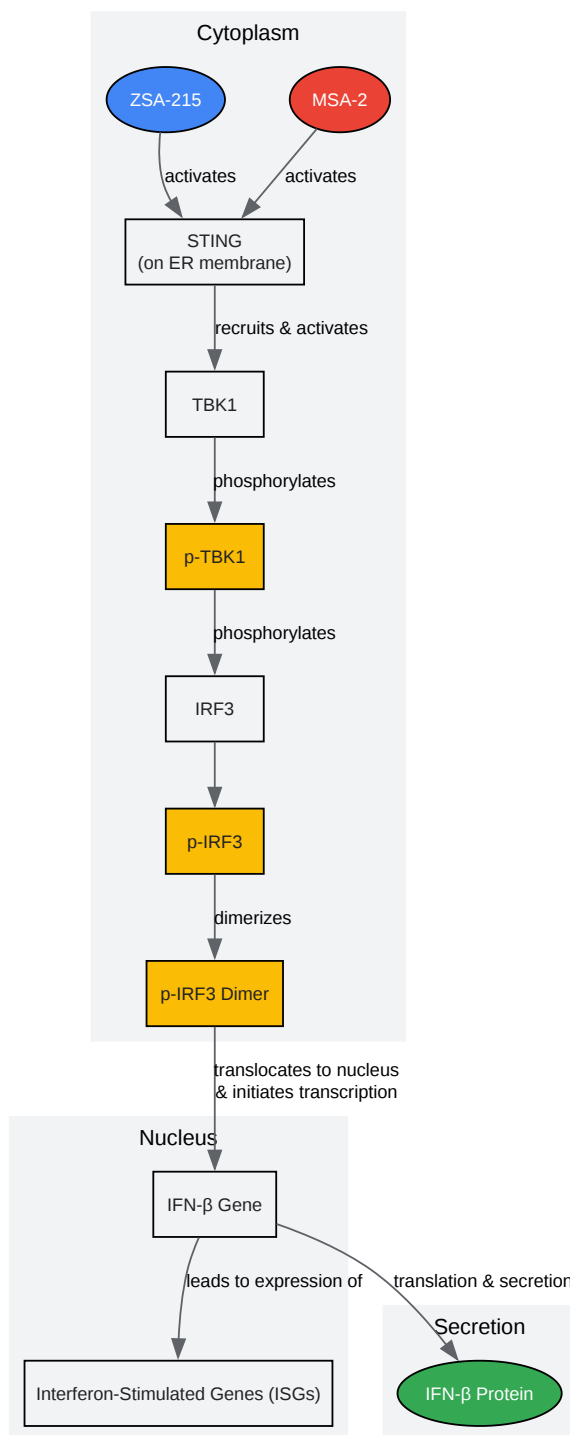 Cytoplasm
ZSA-215
MSA-2
activates
activates
STING
(on ER membrane)
recruits & activates
TBK1
phosphorylates
p-TBK1
phosphorylates
IRF3
p-IRF3
dimerizes
p-IRF3 Dimer
translocates to nucleus
& initiates transcription
Nucleus
IFN-β Gene
leads to expression of
translation & secretion
Secretion
Interferon-Stimulated Genes (ISGs)
IFN-β Protein